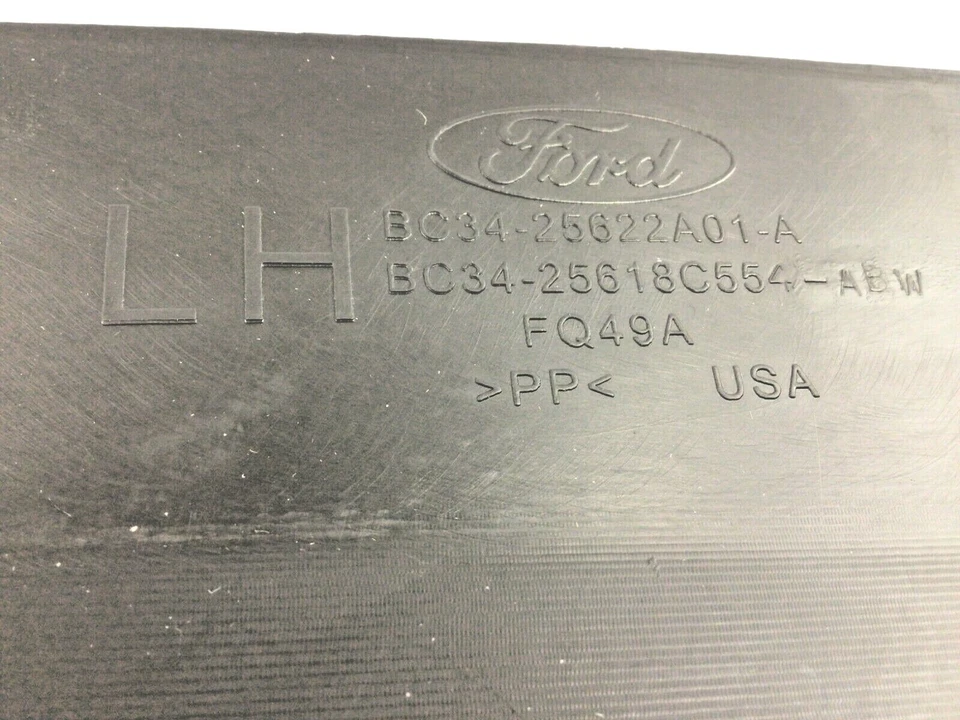 Ford
LH
BC34-25622A01-A
BC34-25618C554-ABW
FQ49A
>PP< USA